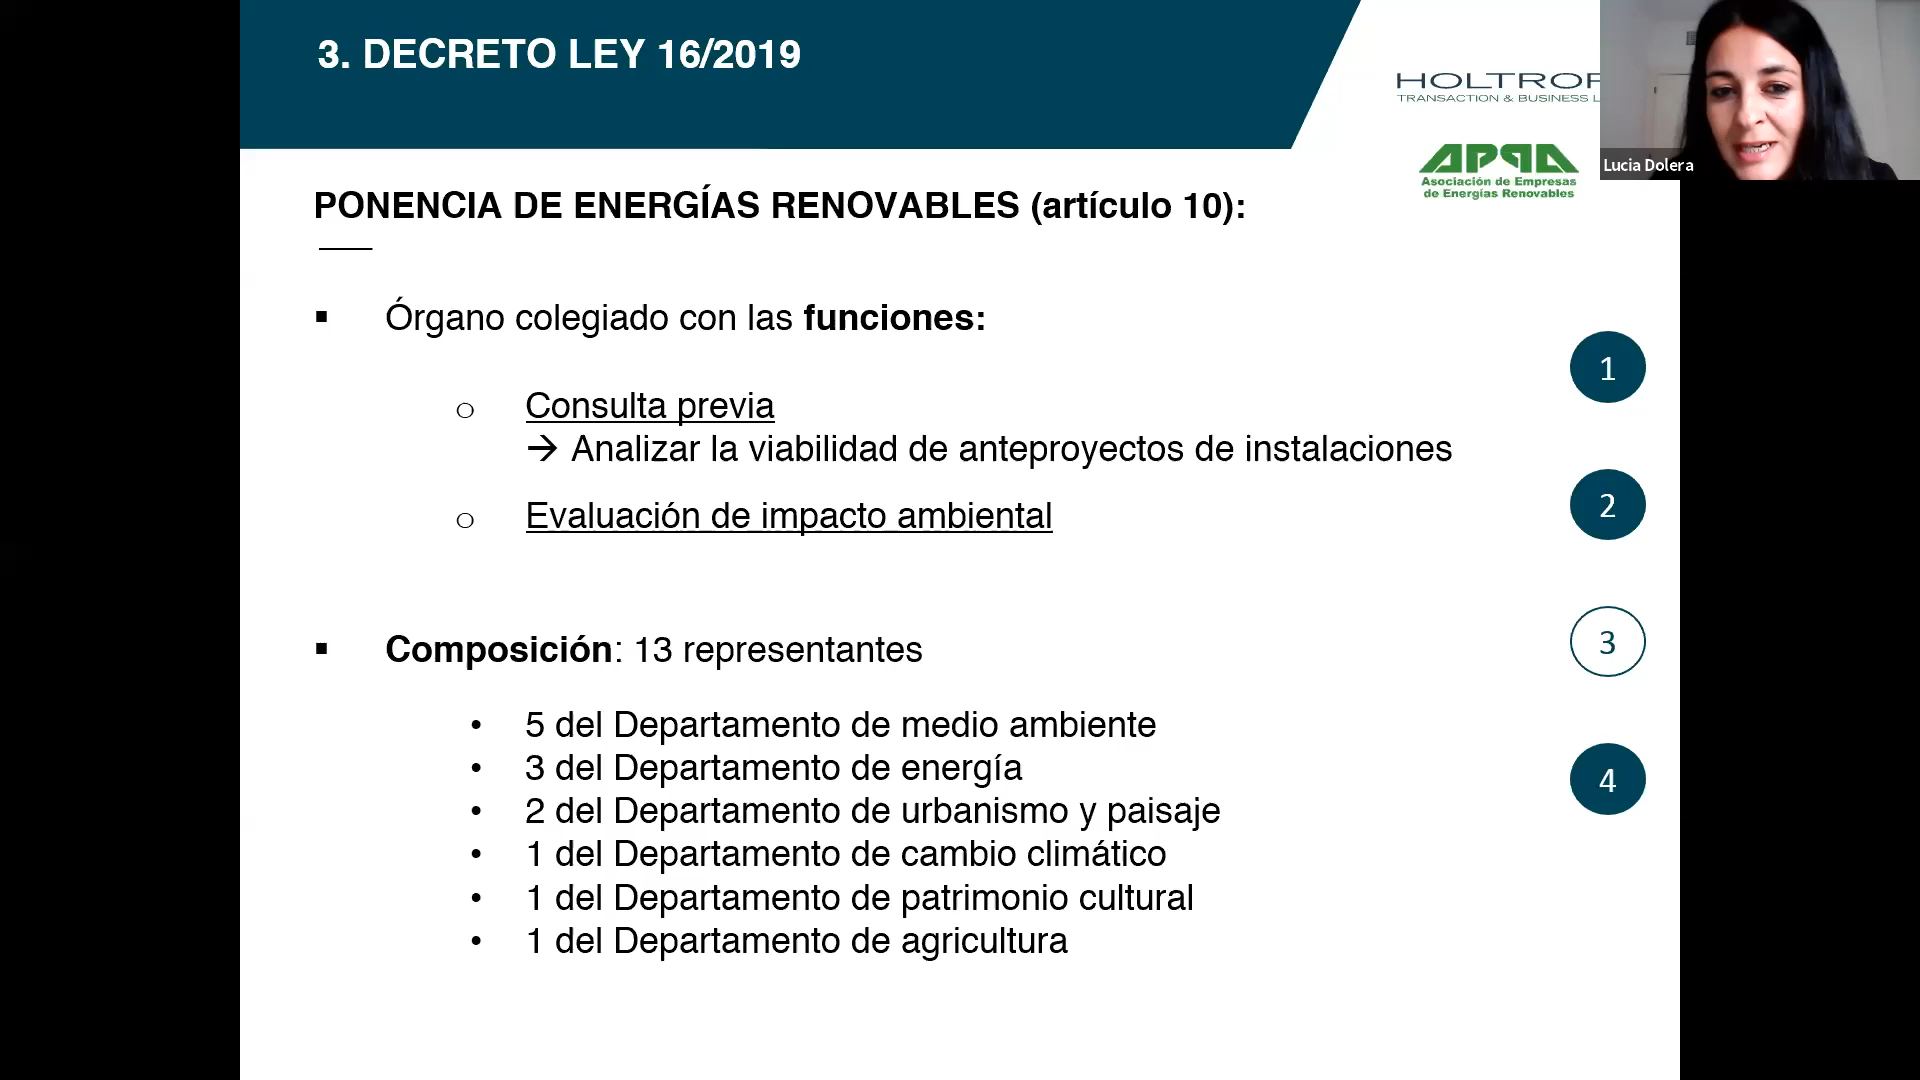 3. DECRETO LEY 16/2019
HOLTROP
TRANSACTION & BUSINESS L
APPA
Asociación de Empresas
de Energías Renovables
Lucia Dolera
PONENCIA DE ENERGÍAS RENOVABLES (artículo 10):
▪ Órgano colegiado con las funciones:
o Consulta previa
→ Analizar la viabilidad de anteproyectos de instalaciones
o Evaluación de impacto ambiental
▪ Composición: 13 representantes
• 5 del Departamento de medio ambiente
• 3 del Departamento de energía
• 2 del Departamento de urbanismo y paisaje
• 1 del Departamento de cambio climático
• 1 del Departamento de patrimonio cultural
• 1 del Departamento de agricultura
1
2
3
4